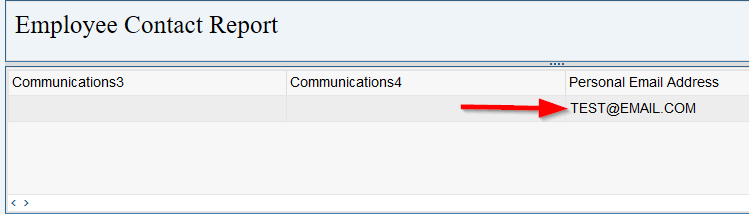 Employee Contact Report
Communications3 Communications4 Personal Email Address
TEST@EMAIL.COM